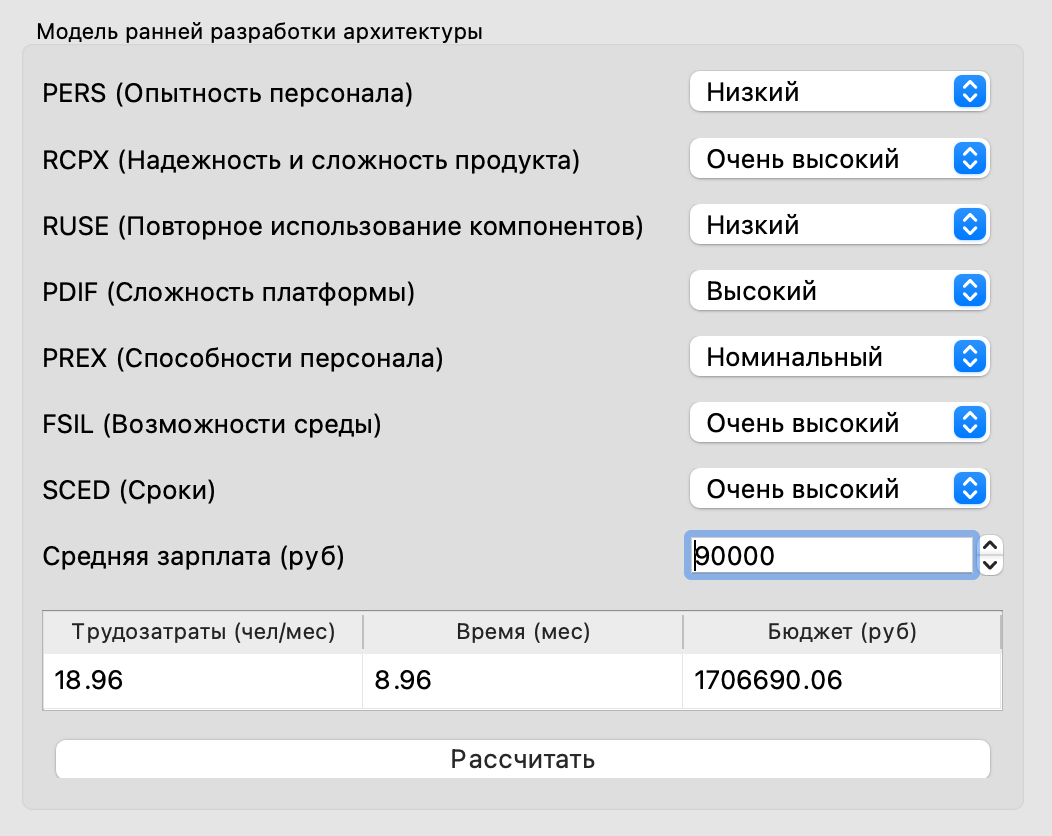 Модель ранней разработки архитектуры
PERS (Опытность персонала) Низкий
RCPX (Надежность и сложность продукта) Очень высокий
RUSE (Повторное использование компонентов) Низкий
PDIF (Сложность платформы) Высокий
PREX (Способности персонала) Номинальный
FSIL (Возможности среды) Очень высокий
SCED (Сроки) Очень высокий
Средняя зарплата (руб) 90000
Трудозатраты (чел/мес) Время (мес) Бюджет (руб)
18.96 8.96 1706690.06
Рассчитать